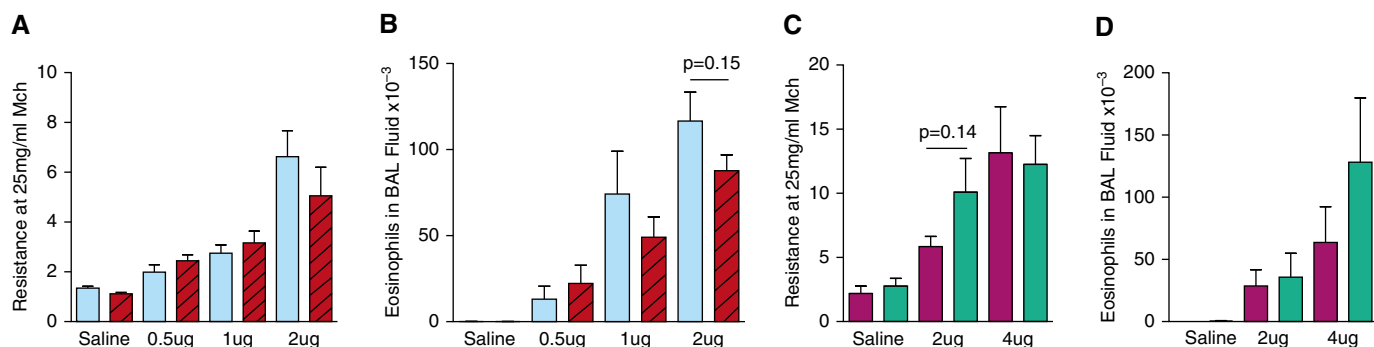 A
Resistance at 25mg/ml Mch
10
8
6
4
2
0
Saline 0.5ug 1ug 2ug
B
Eosinophils in BAL Fluid x10⁻³
150
100
50
0
p=0.15
Saline 0.5ug 1ug 2ug
C
Resistance at 25mg/ml Mch
20
15
10
5
0
p=0.14
Saline 2ug 4ug
D
Eosinophils in BAL Fluid x10⁻³
200
150
100
50
0
Saline 2ug 4ug